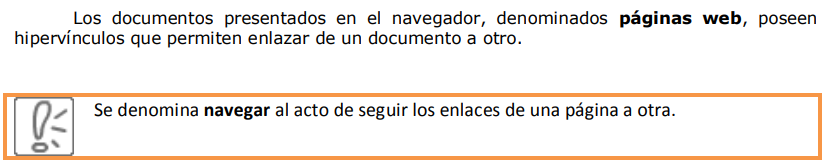 Los documentos presentados en el navegador, denominados páginas web, poseen
hipervínculos que permiten enlazar de un documento a otro.
Se denomina navegar al acto de seguir los enlaces de una página a otra.